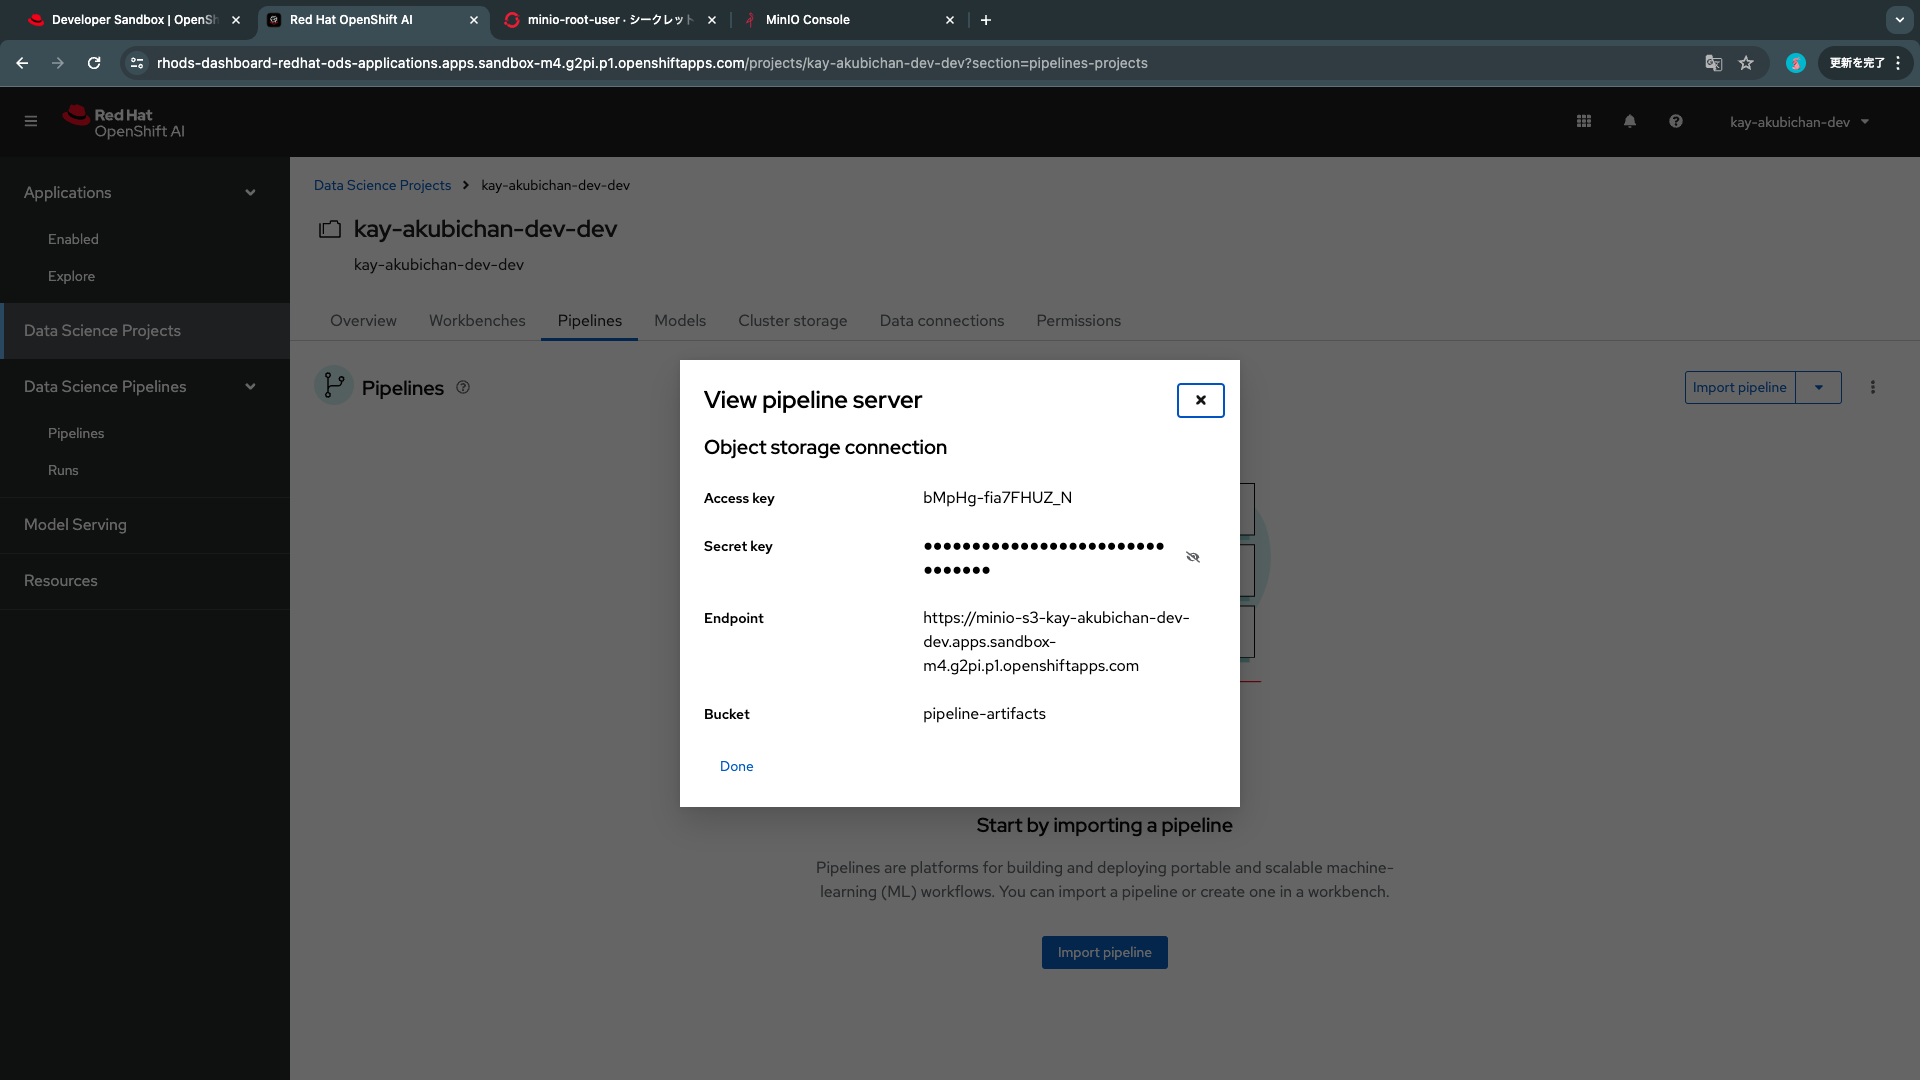 Developer Sandbox | OpenSh
Red Hat OpenShift AI
minio-root-user · シークレット
MinIO Console
rhods-dashboard-redhat-ods-applications.apps.sandbox-m4.g2pi.p1.openshiftapps.com/projects/kay-akubichan-dev-dev?section=pipelines-projects
更新を完了
Red Hat
OpenShift AI
kay-akubichan-dev
Applications
Enabled
Explore
Data Science Projects
Data Science Pipelines
Pipelines
Runs
Model Serving
Resources
Data Science Projects
kay-akubichan-dev-dev
kay-akubichan-dev-dev
kay-akubichan-dev-dev
Overview
Workbenches
Pipelines
Models
Cluster storage
Data connections
Permissions
Pipelines
Import pipeline
View pipeline server
Object storage connection
Access key
bMpHg-fia7FHUZ_N
Secret key
Endpoint
https://minio-s3-kay-akubichan-dev-
dev.apps.sandbox-
m4.g2pi.p1.openshiftapps.com
Bucket
pipeline-artifacts
Done
Start by importing a pipeline
Pipelines are platforms for building and deploying portable and scalable machine-
learning (ML) workflows. You can import a pipeline or create one in a workbench.
Import pipeline